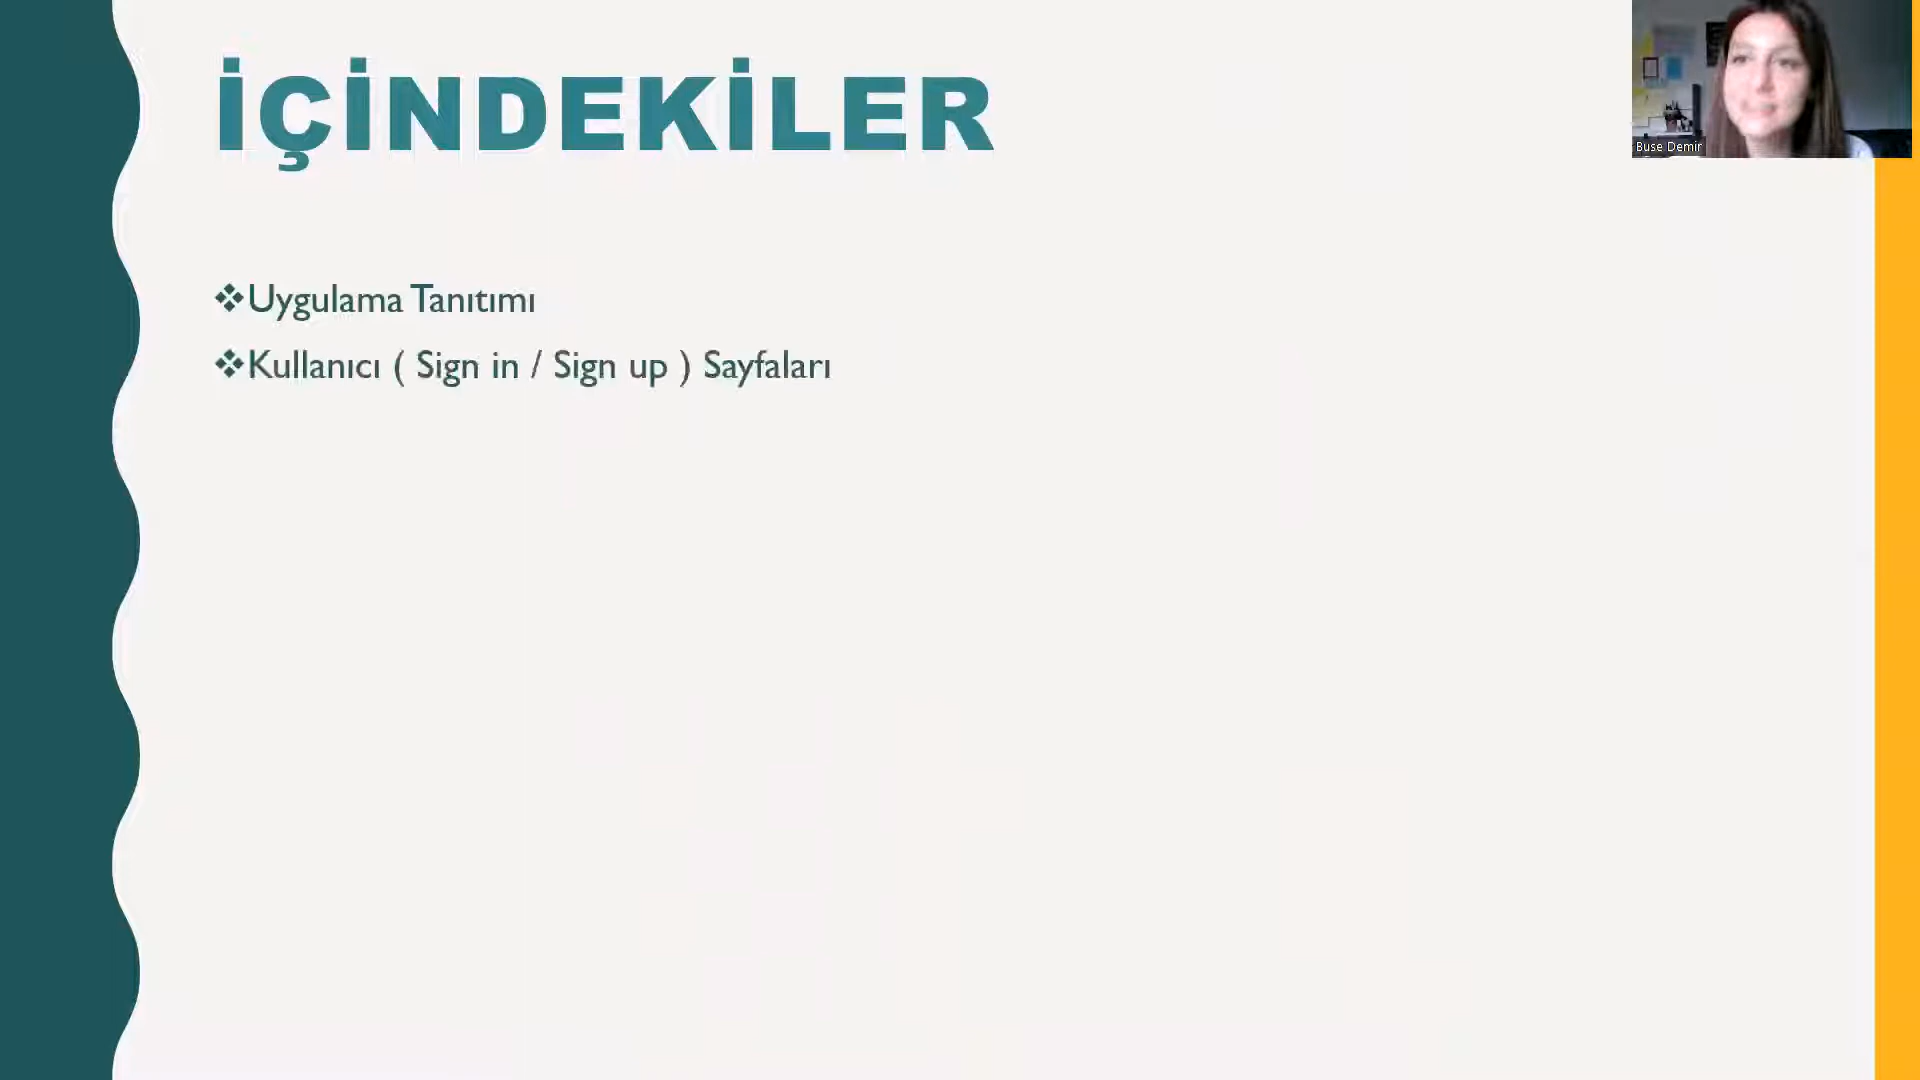 İÇİNDEKİLER
Buse Demir
❖Uygulama Tanıtımı
❖Kullanıcı ( Sign in / Sign up ) Sayfaları